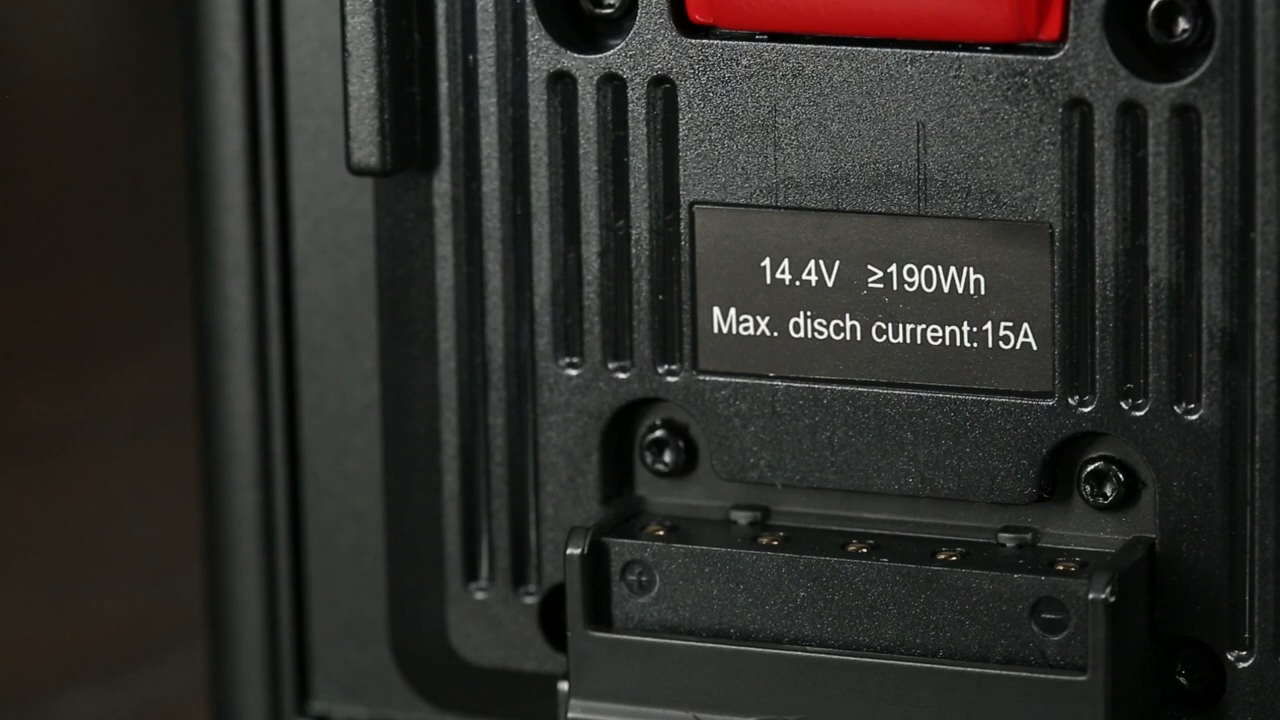 14.4V ≥190Wh
Max. disch current:15A
+
-